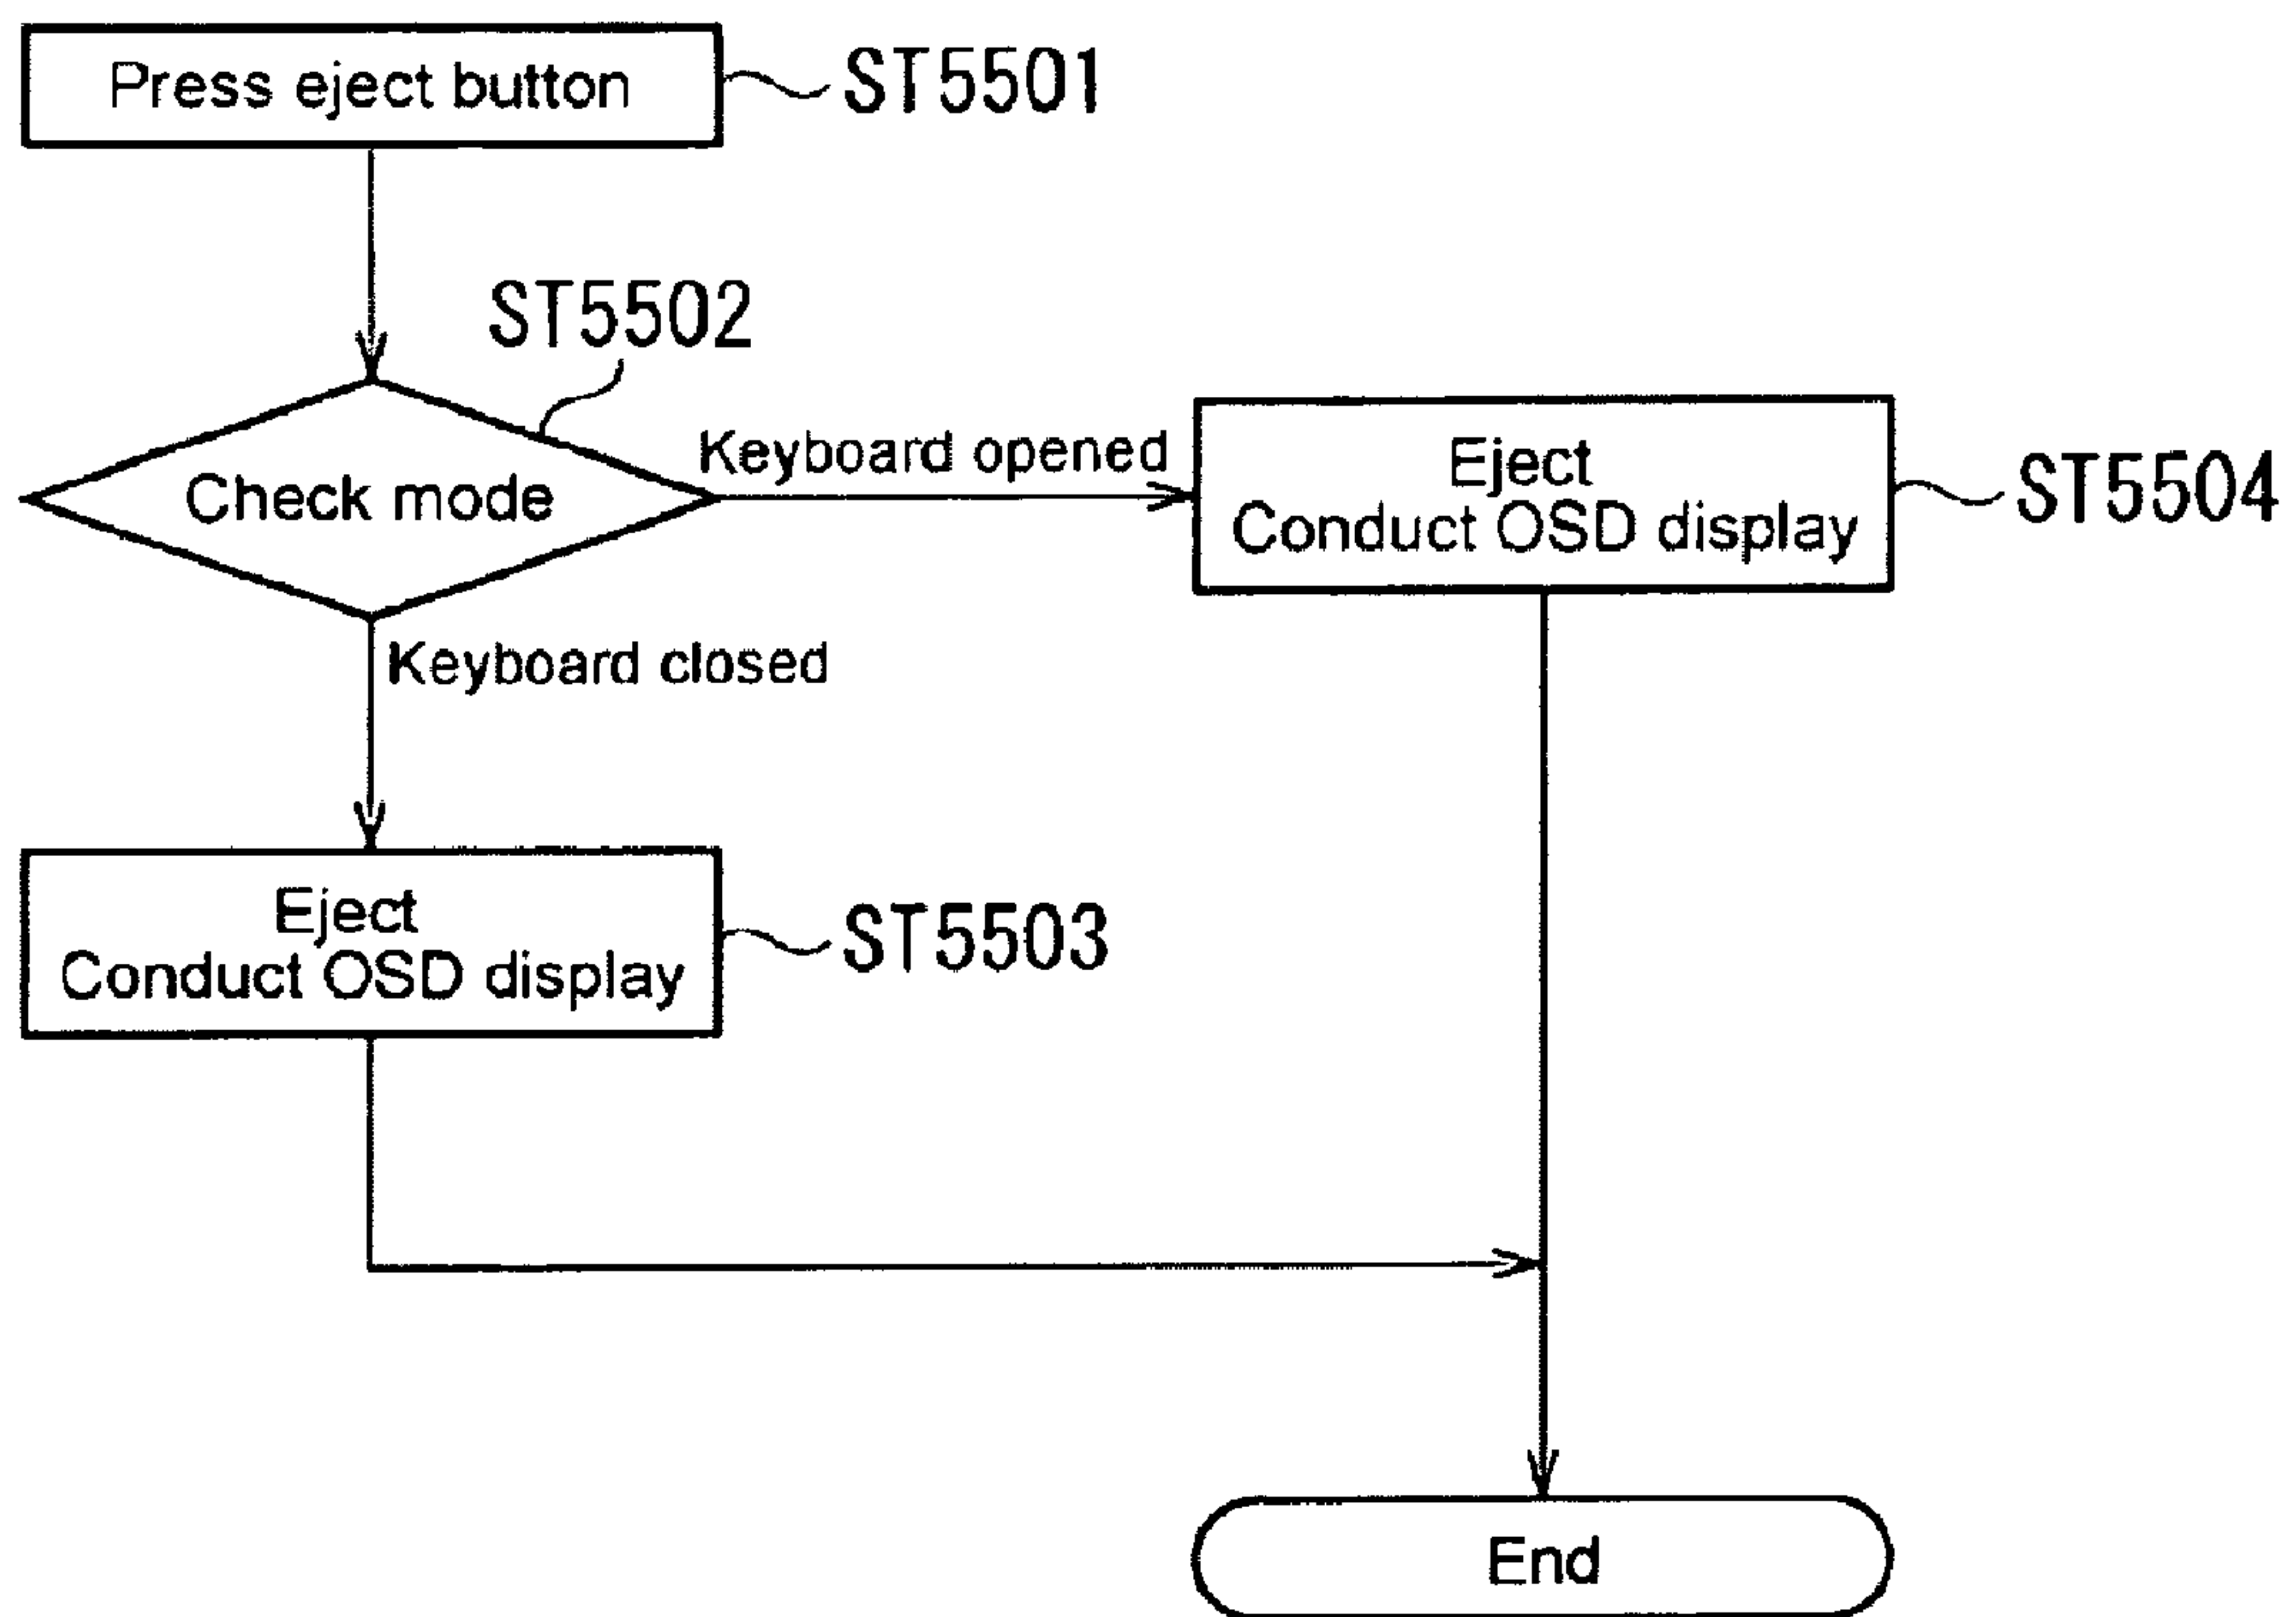 Press eject button
ST5501
ST5502
Check mode
Keyboard opened
Eject
Conduct OSD display
ST5504
Keyboard closed
Eject
Conduct OSD display
ST5503
End